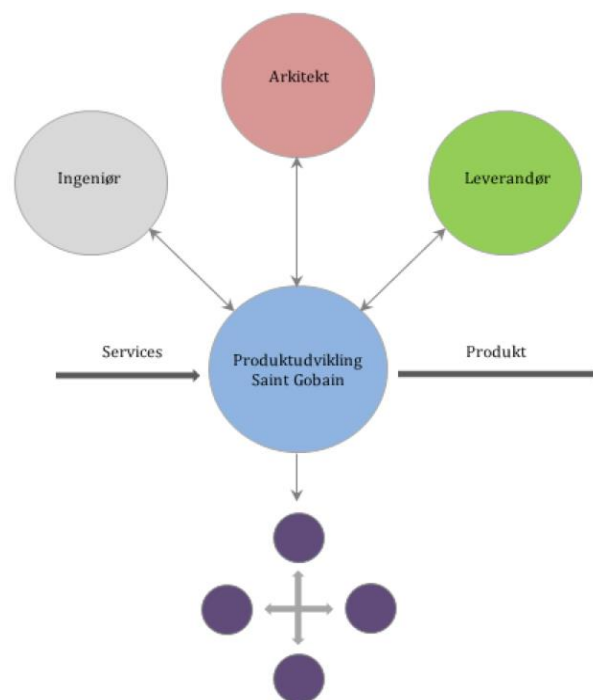 Arkitekt
Ingeniør
Leverandør
Services
Produkt
Produktudvikling
Saint Gobain